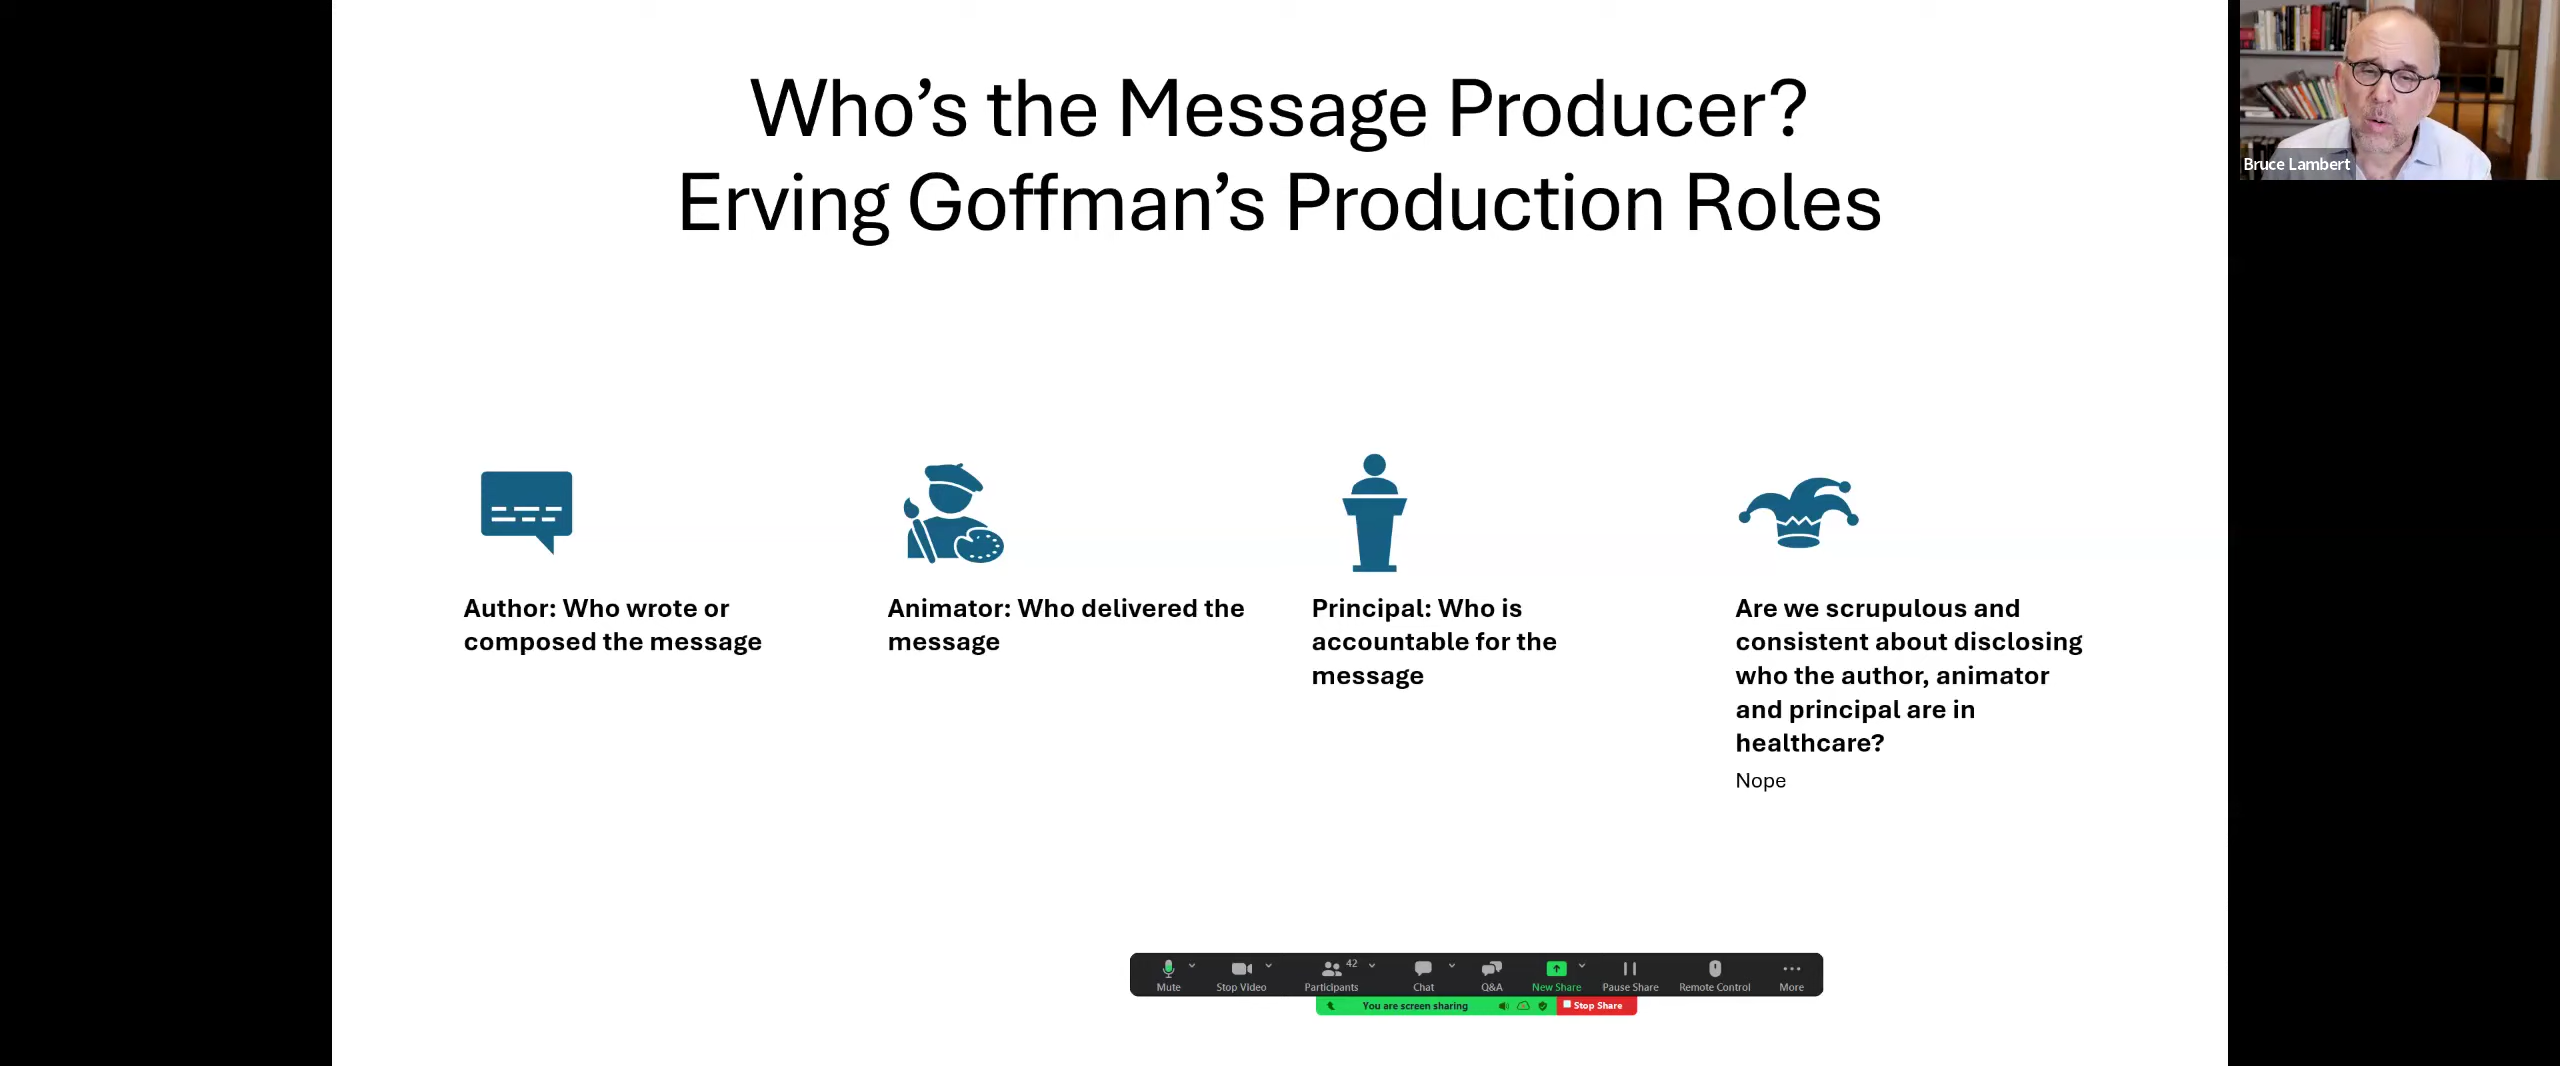 Who’s the Message Producer?
Erving Goffman’s Production Roles
Bruce Lambert
Author: Who wrote or
composed the message
Animator: Who delivered the
message
Principal: Who is
accountable for the
message
Are we scrupulous and
consistent about disclosing
who the author, animator
and principal are in
healthcare?
Nope
42
Mute
Stop Video
Participants
Chat
Q&A
New Share
Pause Share
Remote Control
More
You are screen sharing
Stop Share